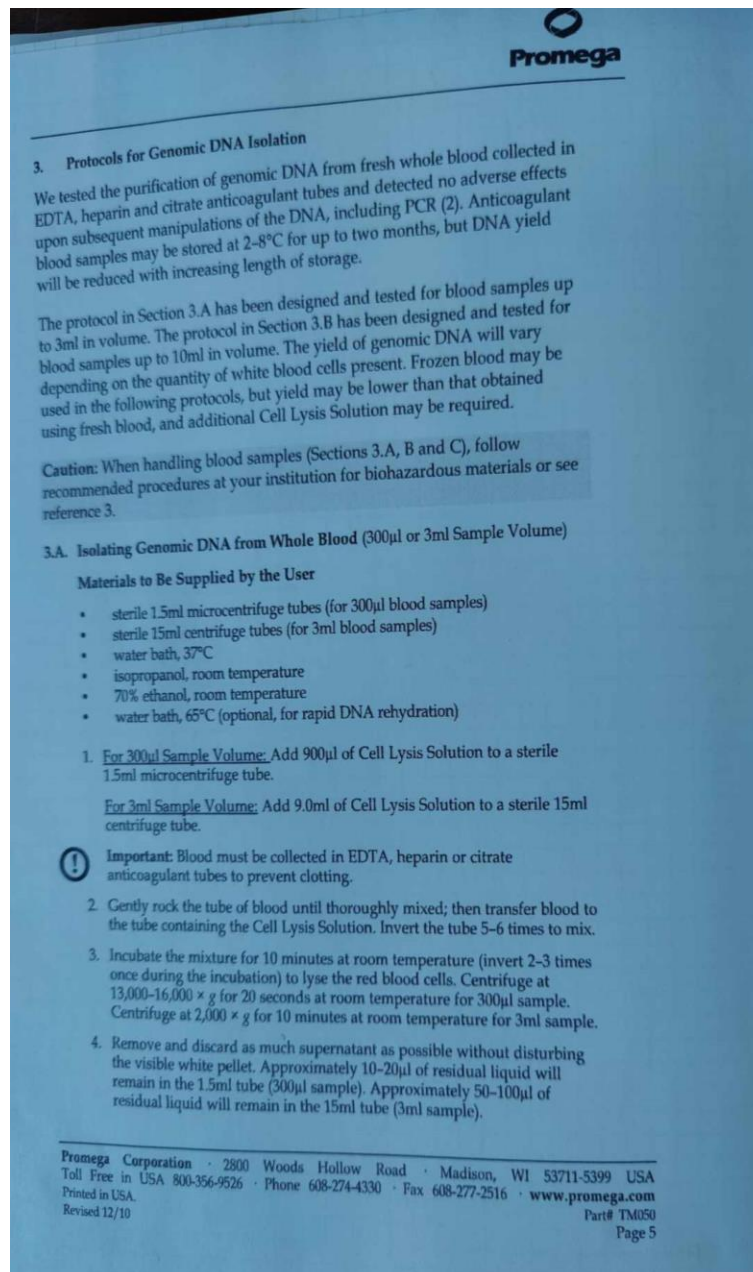 Promega
3. Protocols for Genomic DNA Isolation
We tested the purification of genomic DNA from fresh whole blood collected in
EDTA, heparin and citrate anticoagulant tubes and detected no adverse effects
upon subsequent manipulations of the DNA, including PCR (2). Anticoagulant
blood samples may be stored at 2–8°C for up to two months, but DNA yield
will be reduced with increasing length of storage.
The protocol in Section 3.A has been designed and tested for blood samples up
to 3ml in volume. The protocol in Section 3.B has been designed and tested for
blood samples up to 10ml in volume. The yield of genomic DNA will vary
depending on the quantity of white blood cells present. Frozen blood may be
used in the following protocols, but yield may be lower than that obtained
using fresh blood, and additional Cell Lysis Solution may be required.
Caution: When handling blood samples (Sections 3.A, B and C), follow
recommended procedures at your institution for biohazardous materials or see
reference 3.
3.A. Isolating Genomic DNA from Whole Blood (300µl or 3ml Sample Volume)
Materials to Be Supplied by the User
• sterile 1.5ml microcentrifuge tubes (for 300µl blood samples)
• sterile 15ml centrifuge tubes (for 3ml blood samples)
• water bath, 37°C
• isopropanol, room temperature
• 70% ethanol, room temperature
• water bath, 65°C (optional, for rapid DNA rehydration)
1. For 300µl Sample Volume: Add 900µl of Cell Lysis Solution to a sterile
1.5ml microcentrifuge tube.
For 3ml Sample Volume: Add 9.0ml of Cell Lysis Solution to a sterile 15ml
centrifuge tube.
! Important: Blood must be collected in EDTA, heparin or citrate
anticoagulant tubes to prevent clotting.
2. Gently rock the tube of blood until thoroughly mixed; then transfer blood to
the tube containing the Cell Lysis Solution. Invert the tube 5–6 times to mix.
3. Incubate the mixture for 10 minutes at room temperature (invert 2–3 times
once during the incubation) to lyse the red blood cells. Centrifuge at
13,000–16,000 × g for 20 seconds at room temperature for 300µl sample.
Centrifuge at 2,000 × g for 10 minutes at room temperature for 3ml sample.
4. Remove and discard as much supernatant as possible without disturbing
the visible white pellet. Approximately 10–20µl of residual liquid will
remain in the 1.5ml tube (300µl sample). Approximately 50–100µl of
residual liquid will remain in the 15ml tube (3ml sample).
Promega Corporation · 2800 Woods Hollow Road · Madison, WI 53711-5399 USA
Toll Free in USA 800-356-9526 · Phone 608-274-4330 · Fax 608-277-2516 · www.promega.com
Printed in USA. Part# TM050
Revised 12/10 Page 5